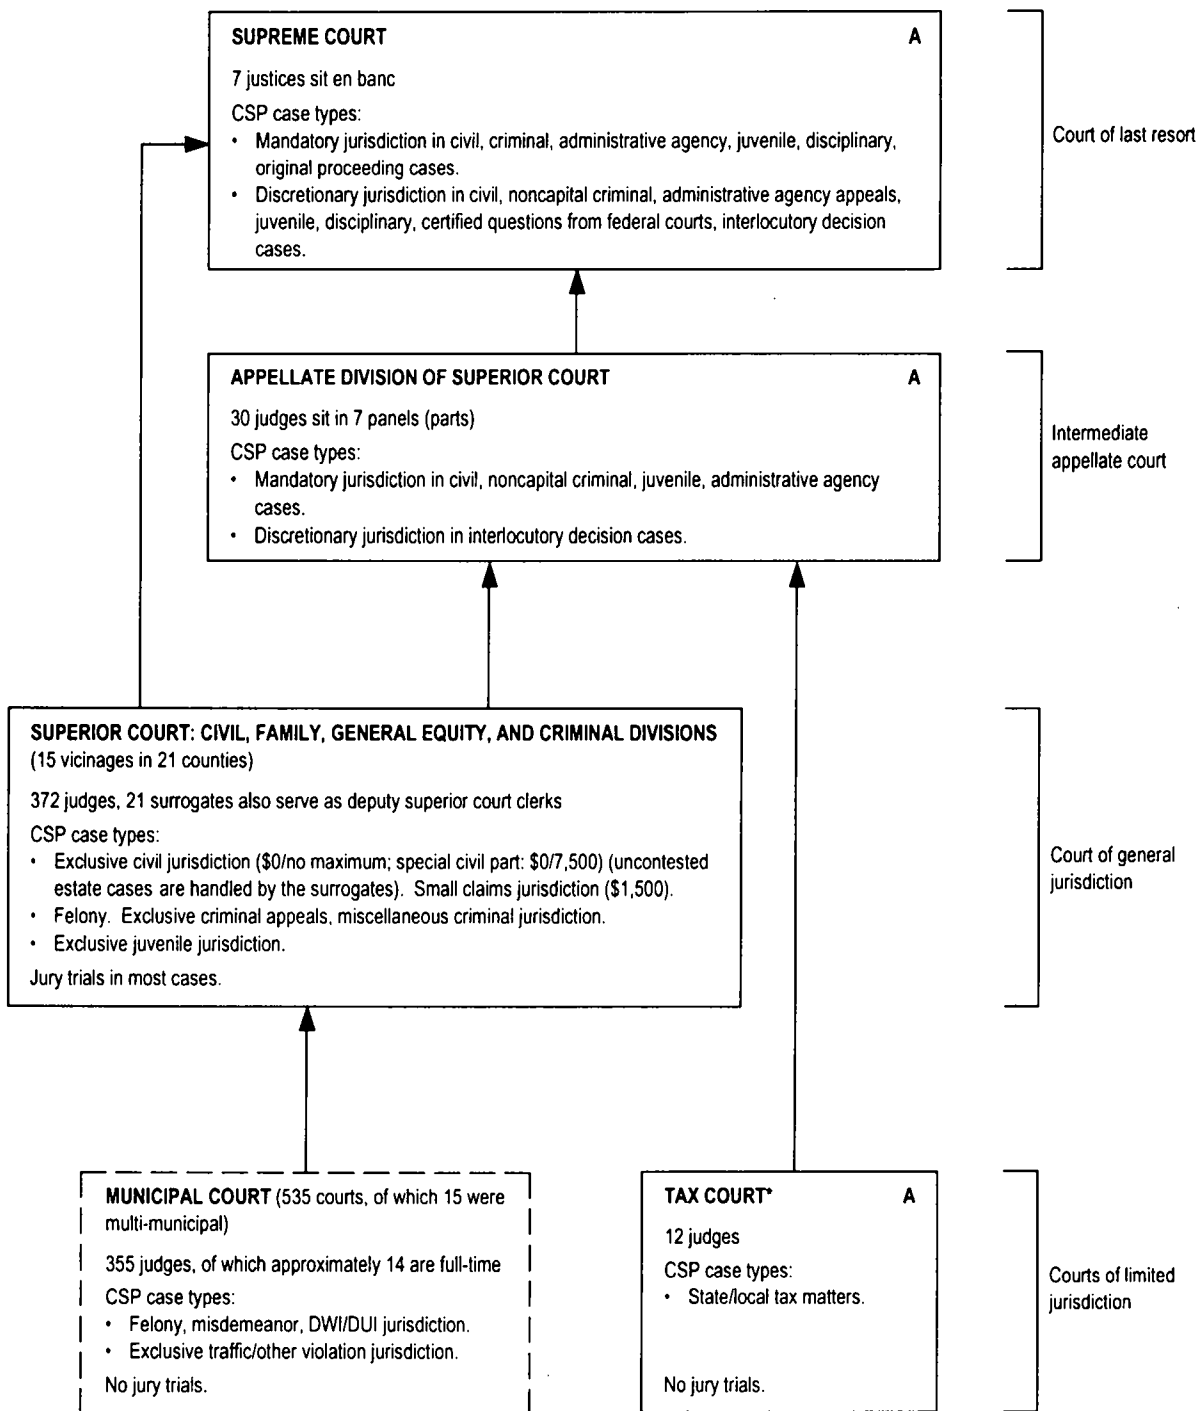 SUPREME COURT A
7 justices sit en banc
CSP case types:
• Mandatory jurisdiction in civil, criminal, administrative agency, juvenile, disciplinary,
original proceeding cases.
• Discretionary jurisdiction in civil, noncapital criminal, administrative agency appeals,
juvenile, disciplinary, certified questions from federal courts, interlocutory decision
cases.
Court of last resort
APPELLATE DIVISION OF SUPERIOR COURT A
30 judges sit in 7 panels (parts)
CSP case types:
• Mandatory jurisdiction in civil, noncapital criminal, juvenile, administrative agency
cases.
• Discretionary jurisdiction in interlocutory decision cases.
Intermediate
appellate court
SUPERIOR COURT: CIVIL, FAMILY, GENERAL EQUITY, AND CRIMINAL DIVISIONS
(15 vicinages in 21 counties)
372 judges, 21 surrogates also serve as deputy superior court clerks
CSP case types:
• Exclusive civil jurisdiction ($0/no maximum; special civil part: $0/7,500) (uncontested
estate cases are handled by the surrogates). Small claims jurisdiction ($1,500).
• Felony. Exclusive criminal appeals, miscellaneous criminal jurisdiction.
• Exclusive juvenile jurisdiction.
Jury trials in most cases.
Court of general
jurisdiction
MUNICIPAL COURT (535 courts, of which 15 were
multi-municipal)
355 judges, of which approximately 14 are full-time
CSP case types:
• Felony, misdemeanor, DWI/DUI jurisdiction.
• Exclusive traffic/other violation jurisdiction.
No jury trials.
TAX COURT* A
12 judges
CSP case types:
• State/local tax matters.
No jury trials.
Courts of limited
jurisdiction